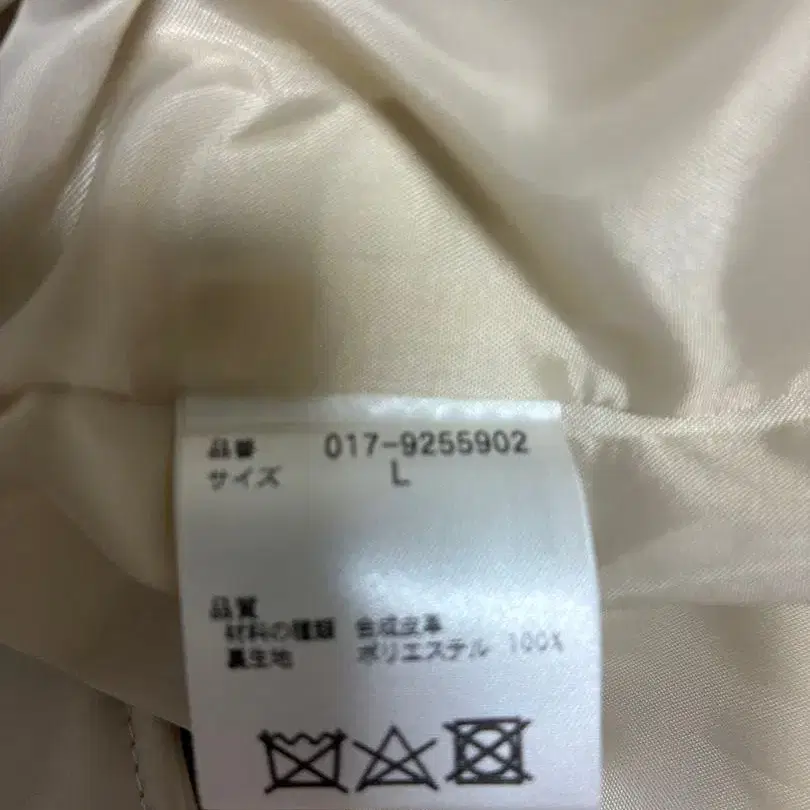 品番 017-9255902
サイズ L
品質
材料の種類 合成皮革
裏生地 ポリエステル 100%